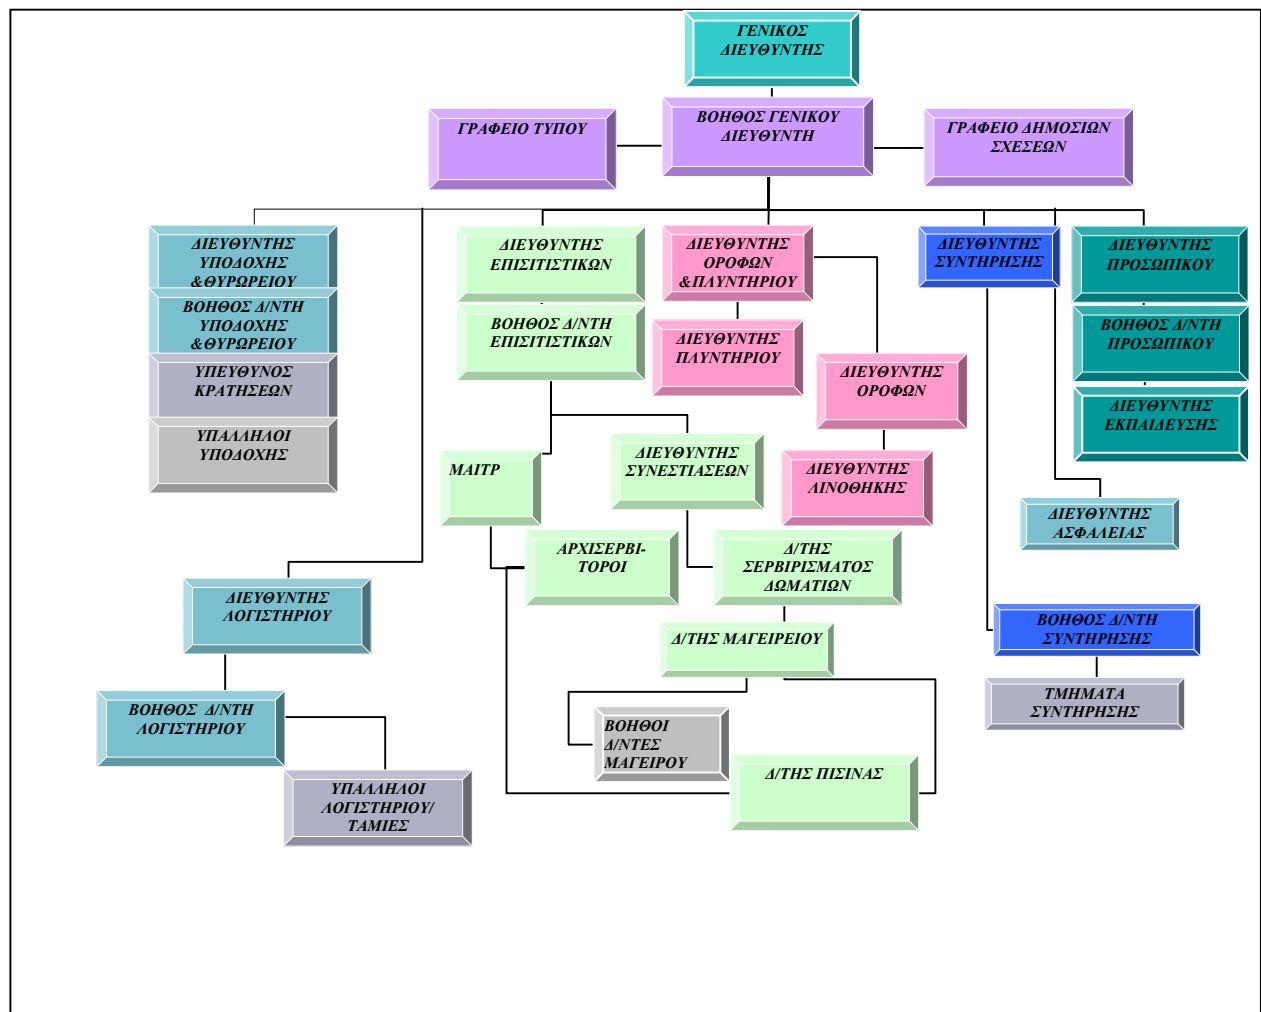 ΓΕΝΙΚΟΣ
ΔΙΕΥΘΥΝΤΗΣ
ΓΡΑΦΕΙΟ ΤΥΠΟΥ
ΒΟΗΘΟΣ ΓΕΝΙΚΟΥ
ΔΙΕΥΘΥΝΤΗ
ΓΡΑΦΕΙΟ ΔΗΜΟΣΙΩΝ
ΣΧΕΣΕΩΝ
ΔΙΕΥΘΥΝΤΗΣ
ΥΠΟΔΟΧΗΣ
&ΘΥΡΩΡΕΙΟΥ
ΒΟΗΘΟΣ Δ/ΝΤΗ
ΥΠΟΔΟΧΗΣ
&ΘΥΡΩΡΕΙΟΥ
ΥΠΕΥΘΥΝΟΣ
ΚΡΑΤΗΣΕΩΝ
ΥΠΑΛΛΗΛΟΙ
ΥΠΟΔΟΧΗΣ
ΔΙΕΥΘΥΝΤΗΣ
ΕΠΙΣΙΤΙΣΤΙΚΩΝ
ΒΟΗΘΟΣ Δ/ΝΤΗ
ΕΠΙΣΙΤΙΣΤΙΚΩΝ
ΔΙΕΥΘΥΝΤΗΣ
ΟΡΟΦΩΝ
&ΠΛΥΝΤΗΡΙΟΥ
ΔΙΕΥΘΥΝΤΗΣ
ΠΛΥΝΤΗΡΙΟΥ
ΔΙΕΥΘΥΝΤΗΣ
ΟΡΟΦΩΝ
ΔΙΕΥΘΥΝΤΗΣ
ΛΙΝΟΘΗΚΗΣ
ΔΙΕΥΘΥΝΤΗΣ
ΣΥΝΤΗΡΗΣΗΣ
ΔΙΕΥΘΥΝΤΗΣ
ΠΡΟΣΩΠΙΚΟΥ
ΒΟΗΘΟΣ Δ/ΝΤΗ
ΠΡΟΣΩΠΙΚΟΥ
ΔΙΕΥΘΥΝΤΗΣ
ΕΚΠΑΙΔΕΥΣΗΣ
ΜΑΙΤΡ
ΔΙΕΥΘΥΝΤΗΣ
ΣΥΝΕΣΤΙΑΣΕΩΝ
ΔΙΕΥΘΥΝΤΗΣ
ΑΣΦΑΛΕΙΑΣ
ΑΡΧΙΣΕΡΒΙ-
ΤΟΡΟΙ
Δ/ΤΗΣ
ΣΕΡΒΙΡΙΣΜΑΤΟΣ
ΔΩΜΑΤΙΩΝ
ΔΙΕΥΘΥΝΤΗΣ
ΛΟΓΙΣΤΗΡΙΟΥ
Δ/ΤΗΣ ΜΑΓΕΙΡΕΙΟΥ
ΒΟΗΘΟΣ Δ/ΝΤΗ
ΣΥΝΤΗΡΗΣΗΣ
ΤΜΗΜΑΤΑ
ΣΥΝΤΗΡΗΣΗΣ
ΒΟΗΘΟΣ Δ/ΝΤΗ
ΛΟΓΙΣΤΗΡΙΟΥ
ΒΟΗΘΟΙ
Δ/ΝΤΕΣ
ΜΑΓΕΙΡΟΥ
Δ/ΤΗΣ ΠΙΣΙΝΑΣ
ΥΠΑΛΛΗΛΟΙ
ΛΟΓΙΣΤΗΡΙΟΥ/
ΤΑΜΙΕΣ